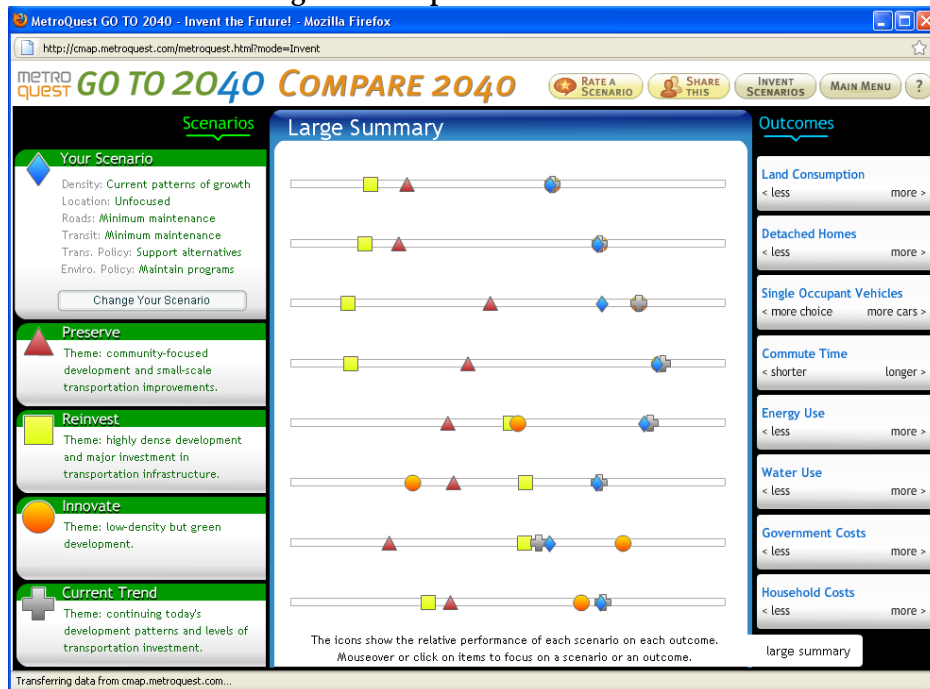 MetroQuest GO TO 2040 - Invent the Future! - Mozilla Firefox
http://cmap.metroquest.com/metroquest.html?mode=Invent
metro quest GO TO 2040 COMPARE 2040
RATE A SCENARIO
SHARE THIS
INVENT SCENARIOS
MAIN MENU
?
Scenarios
Your Scenario
Density: Current patterns of growth
Location: Unfocused
Roads: Minimum maintenance
Transit: Minimum maintenance
Trans. Policy: Support alternatives
Enviro. Policy: Maintain programs
Change Your Scenario
Preserve
Theme: community-focused
development and small-scale
transportation improvements.
Reinvest
Theme: highly dense development
and major investment in
transportation infrastructure.
Innovate
Theme: low-density but green
development.
Current Trend
Theme: continuing today's
development patterns and levels of
transportation investment.
Large Summary
The icons show the relative performance of each scenario on each outcome.
Mouseover or click on items to focus on a scenario or an outcome.
Outcomes
Land Consumption
< less more >
Detached Homes
< less more >
Single Occupant Vehicles
< more choice more cars >
Commute Time
< shorter longer >
Energy Use
< less more >
Water Use
< less more >
Government Costs
< less more >
Household Costs
< less more >
large summary
Transferring data from cmap.metroquest.com...